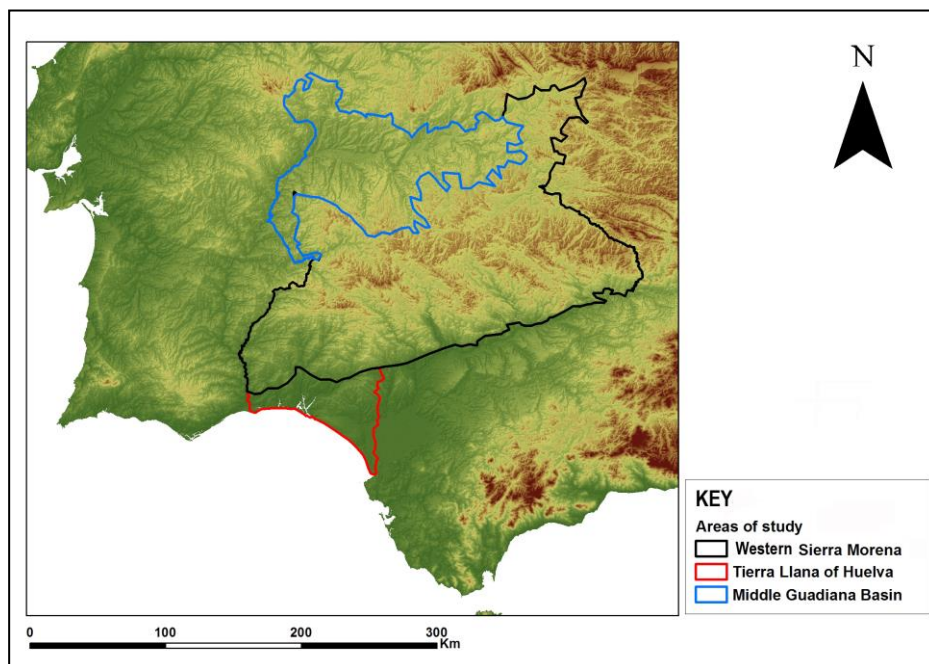 N
KEY
Areas of study
Western Sierra Morena
Tierra Llana of Huelva
Middle Guadiana Basin
0 100 200 300
Km